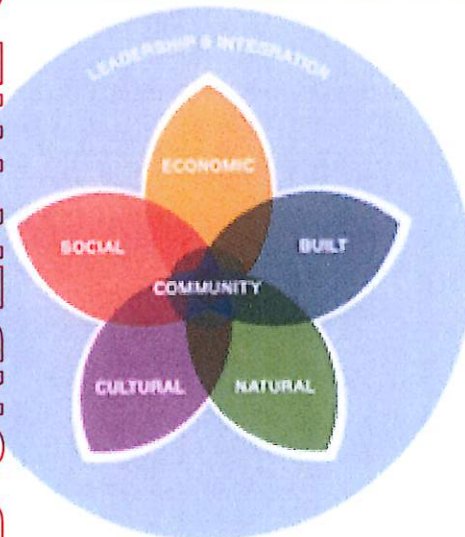 LEADERSHIP & INTEGRATION
ECONOMIC
SOCIAL
BUILT
COMMUNITY
CULTURAL
NATURAL